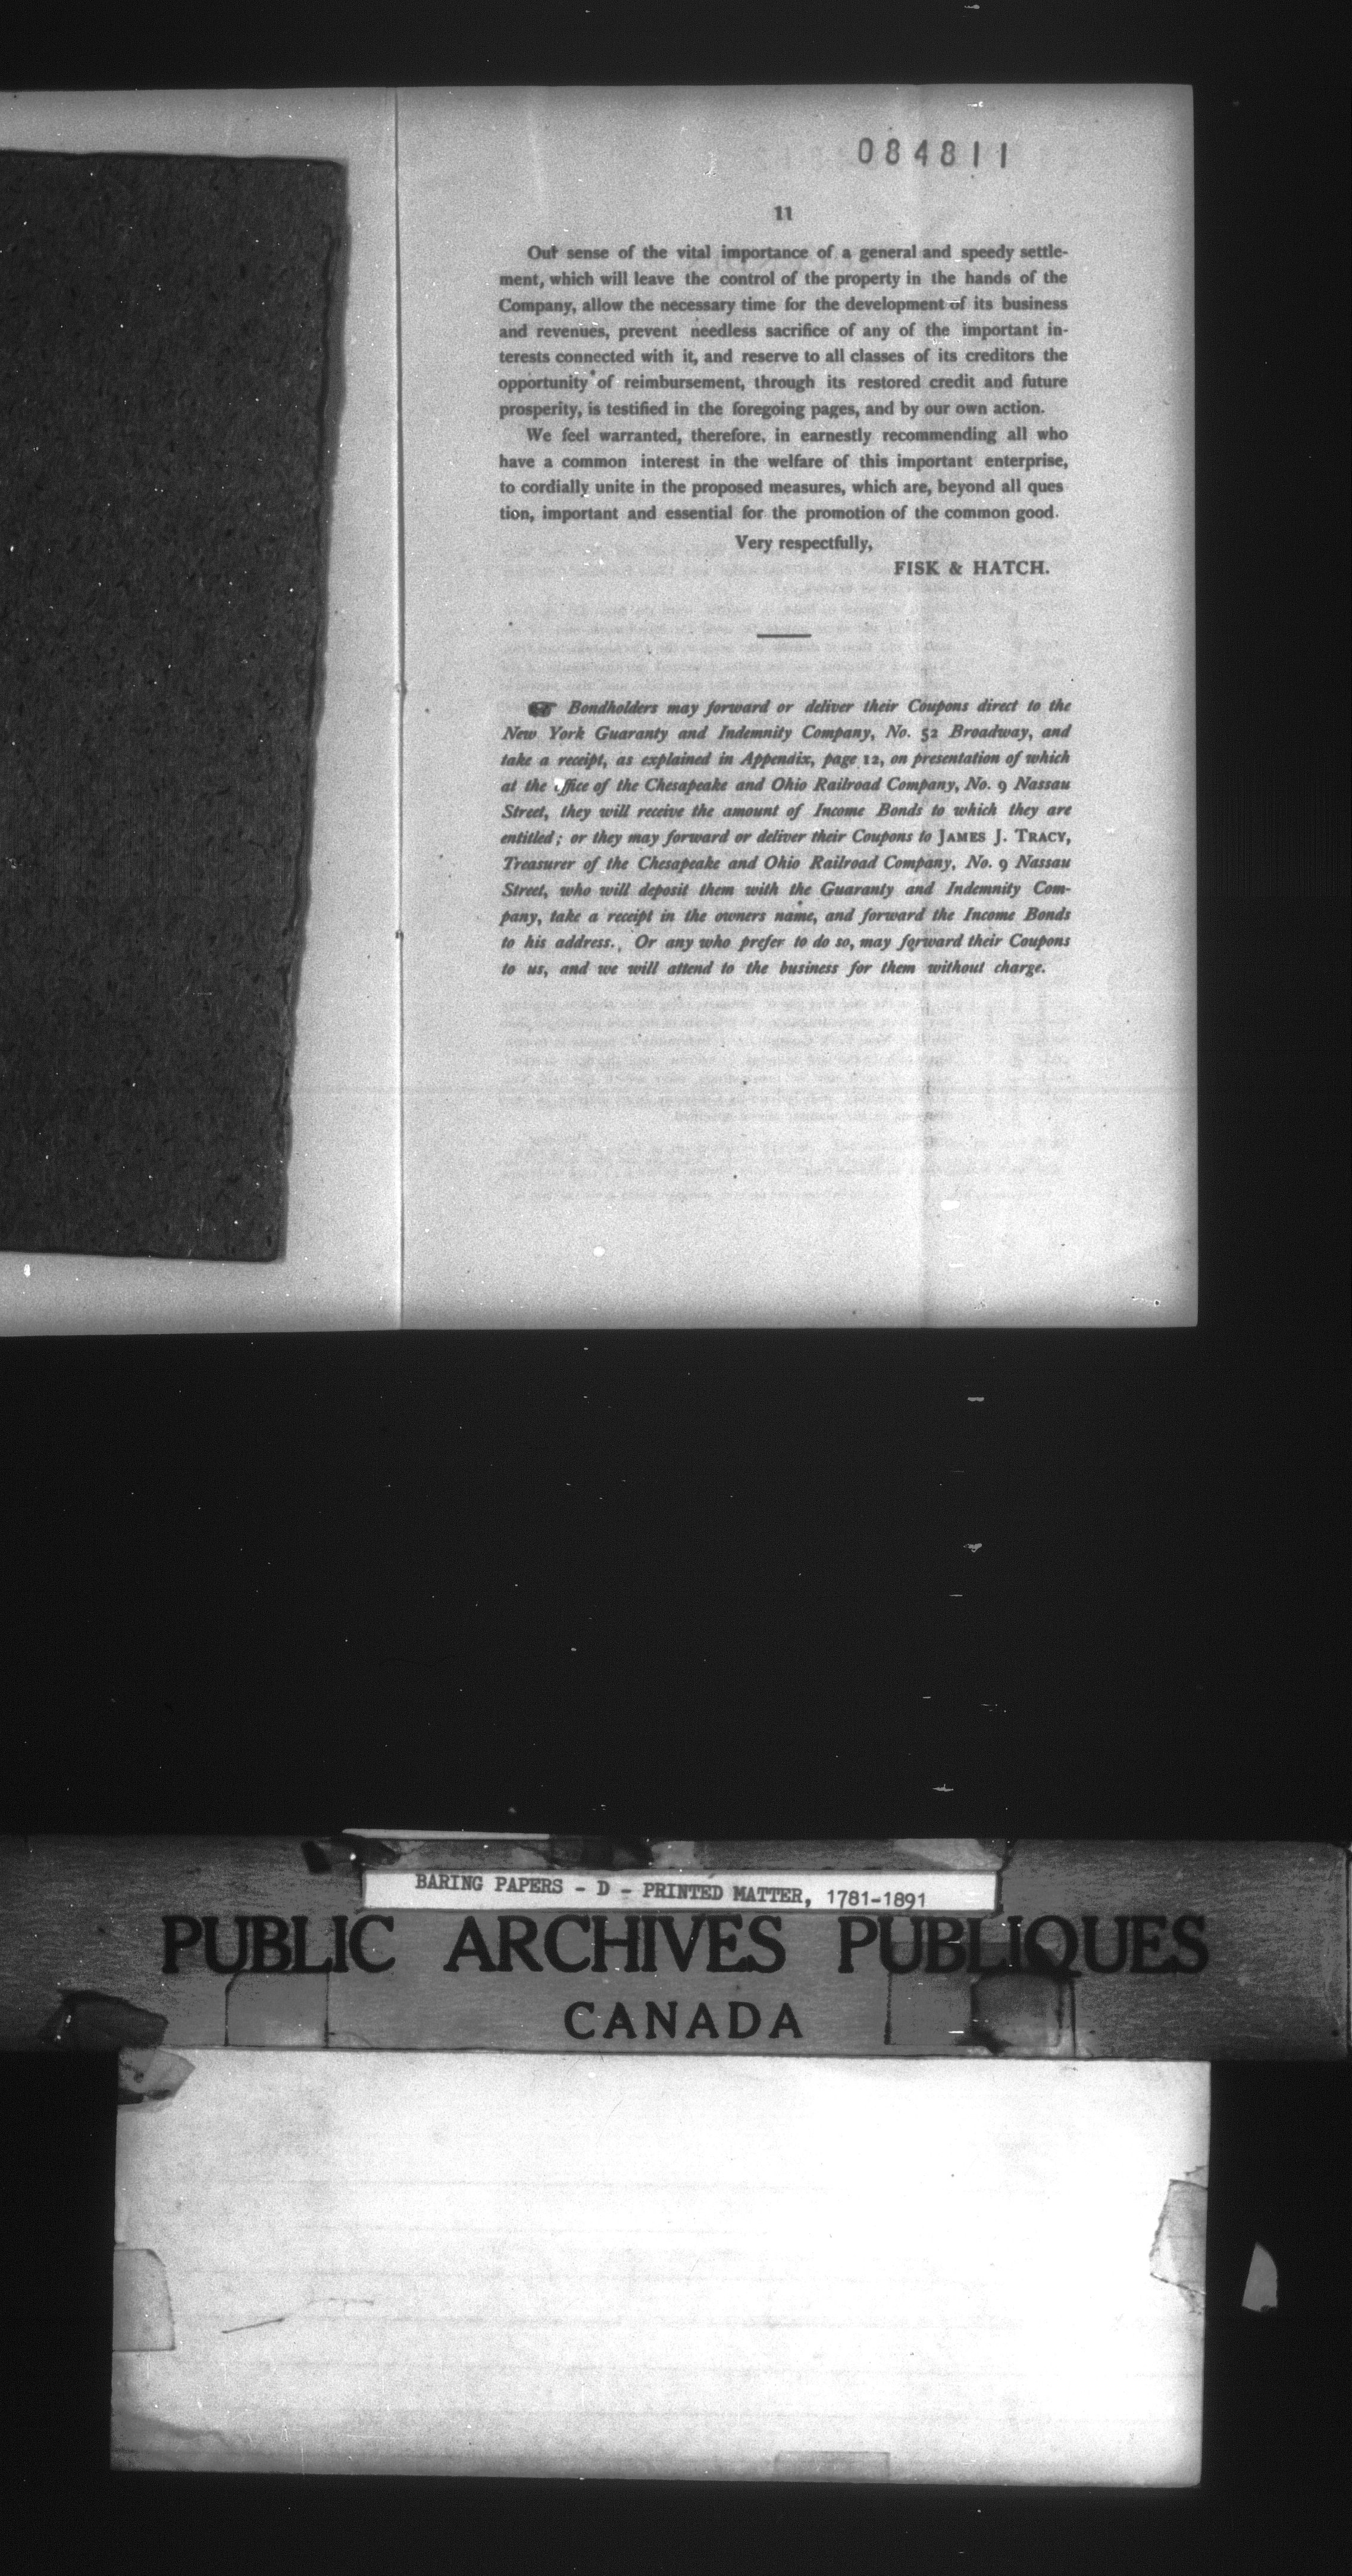 084811
11
Our sense of the vital importance of a general and speedy settle-
ment, which will leave the control of the property in the hands of the
Company, allow the necessary time for the development of its business
and revenues, prevent needless sacrifice of any of the important in-
terests connected with it, and reserve to all classes of its creditors the
opportunity of reimbursement, through its restored credit and future
prosperity, is testified in the foregoing pages, and by our own action.
We feel warranted, therefore, in earnestly recommending all who
have a common interest in the welfare of this important enterprise,
to cordially unite in the proposed measures, which are, beyond all ques
tion, important and essential for the promotion of the common good.
Very respectfully,
FISK & HATCH.
☛ Bondholders may forward or deliver their Coupons direct to the
New York Guaranty and Indemnity Company, No. 52 Broadway, and
take a receipt, as explained in Appendix, page 12, on presentation of which
at the office of the Chesapeake and Ohio Railroad Company, No. 9 Nassau
Street, they will receive the amount of Income Bonds to which they are
entitled; or they may forward or deliver their Coupons to JAMES J. TRACY,
Treasurer of the Chesapeake and Ohio Railroad Company, No. 9 Nassau
Street, who will deposit them with the Guaranty and Indemnity Com-
pany, take a receipt in the owners name, and forward the Income Bonds
to his address. Or any who prefer to do so, may forward their Coupons
to us, and we will attend to the business for them without charge.
BARING PAPERS - D - PRINTED MATTER, 1781-1891
PUBLIC ARCHIVES PUBLIQUES
CANADA